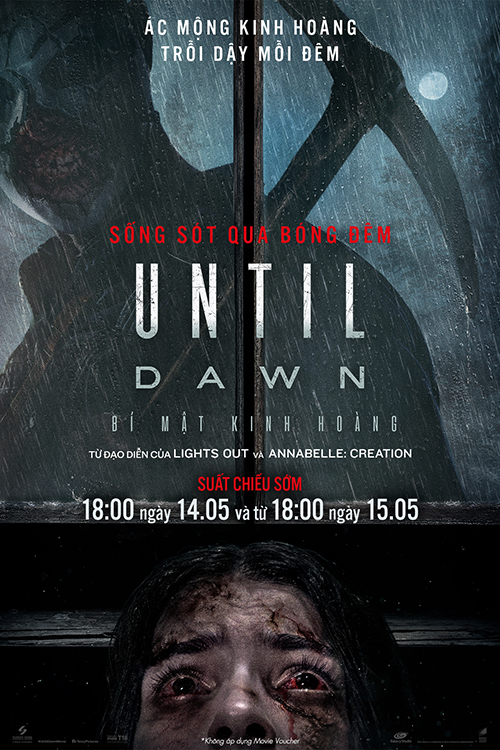 ÁC MỘNG KINH HOÀNG
TRỖI DẬY MỖI ĐÊM
SỐNG SÓT QUA BÓNG ĐÊM
UNTIL
DAWN
BÍ MẬT KINH HOÀNG
TỪ ĐẠO DIỄN CỦA LIGHTS OUT VÀ ANNABELLE: CREATION
SUẤT CHIẾU SỚM
18:00 ngày 14.05 và từ 18:00 ngày 15.05
*Không áp dụng Movie Voucher
T18